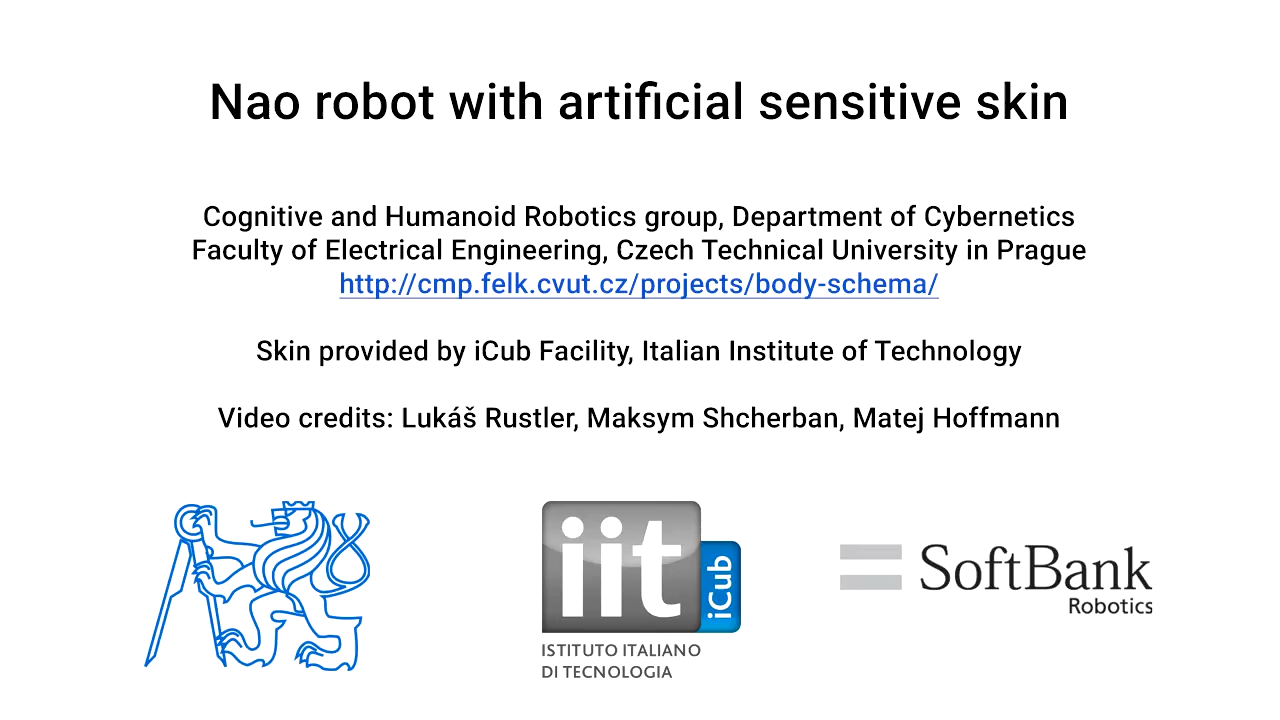 Nao robot with artificial sensitive skin
Cognitive and Humanoid Robotics group, Department of Cybernetics
Faculty of Electrical Engineering, Czech Technical University in Prague
http://cmp.felk.cvut.cz/projects/body-schema/
Skin provided by iCub Facility, Italian Institute of Technology
Video credits: Lukáš Rustler, Maksym Shcherban, Matej Hoffmann
iit
iCub
ISTITUTO ITALIANO
DI TECNOLOGIA
SoftBank
Robotics